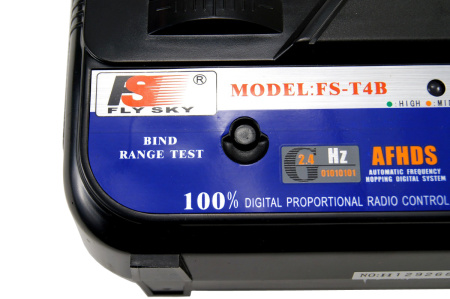 FS ®
FLY SKY
MODEL:FS-T4B
:HIGH
BIND
RANGE TEST
G 2.4 Hz
01010101
AFHDS
AUTOMATIC FREQUENCY
HOPPING DIGITAL SYSTEM
100% DIGITAL PROPORTIONAL RADIO CONTROL